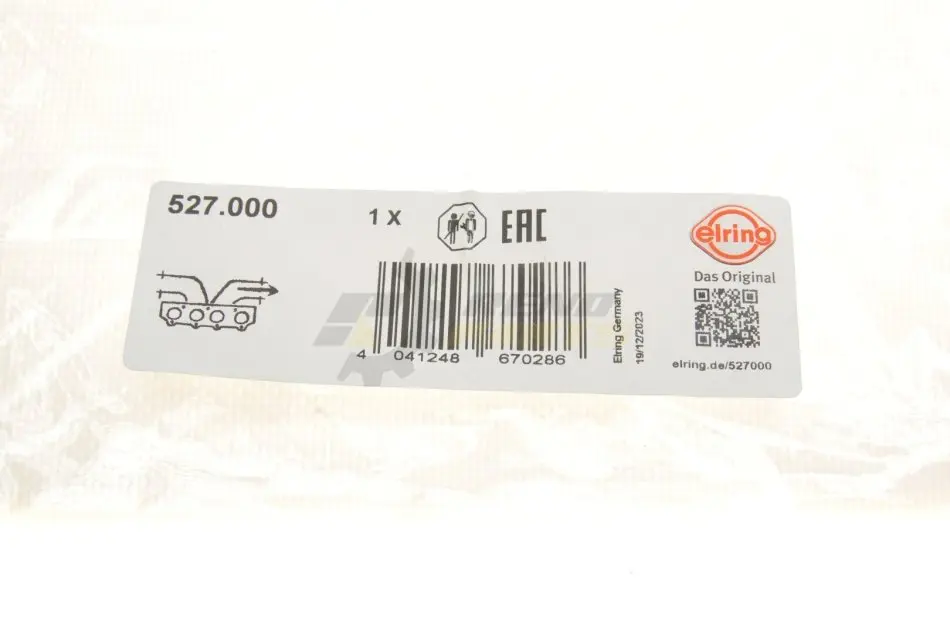 527.000
1 X
EAC
elring
Das Original
4 041248 670286
Elring Germany
19/12/2023
elring.de/527000